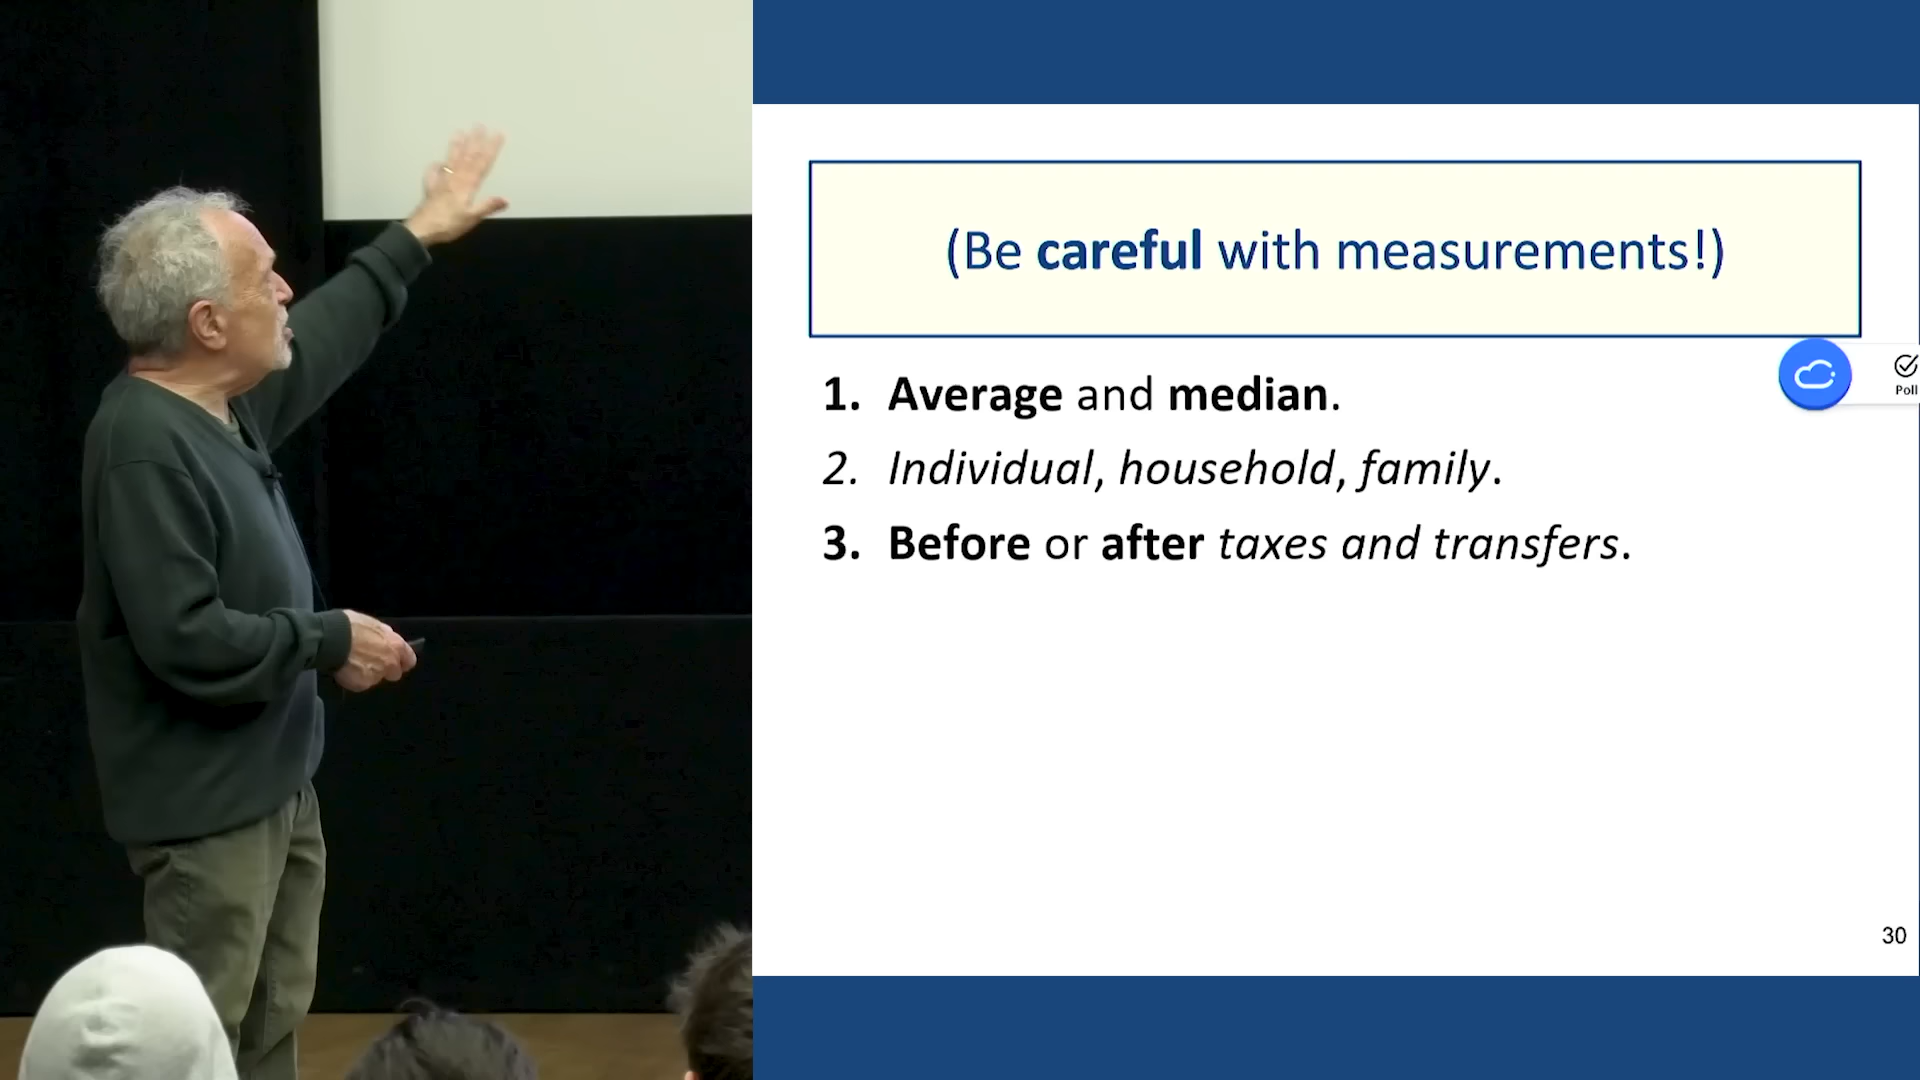 (Be careful with measurements!)
1. Average and median.
2. Individual, household, family.
3. Before or after taxes and transfers.
Poll
30